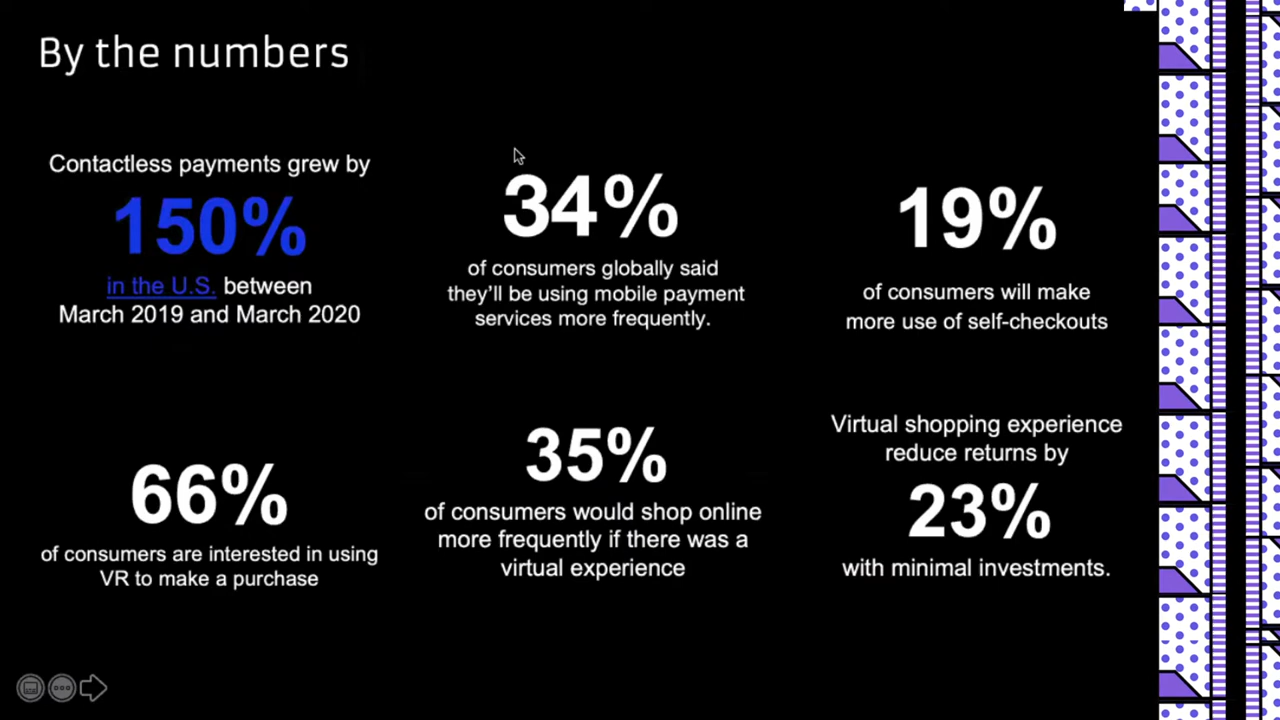 By the numbers
Contactless payments grew by
150%
in the U.S. between
March 2019 and March 2020
34%
of consumers globally said
they'll be using mobile payment
services more frequently.
19%
of consumers will make
more use of self-checkouts
66%
of consumers are interested in using
VR to make a purchase
35%
of consumers would shop online
more frequently if there was a
virtual experience
Virtual shopping experience
reduce returns by
23%
with minimal investments.